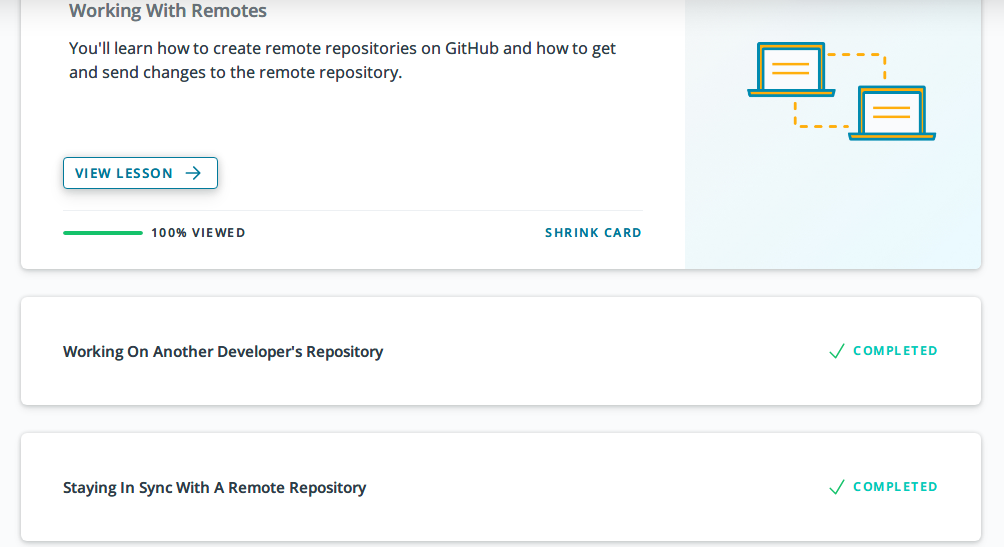 Working With Remotes
You'll learn how to create remote repositories on GitHub and how to get
and send changes to the remote repository.
VIEW LESSON
100% VIEWED
SHRINK CARD
Working On Another Developer's Repository
COMPLETED
Staying In Sync With A Remote Repository
COMPLETED